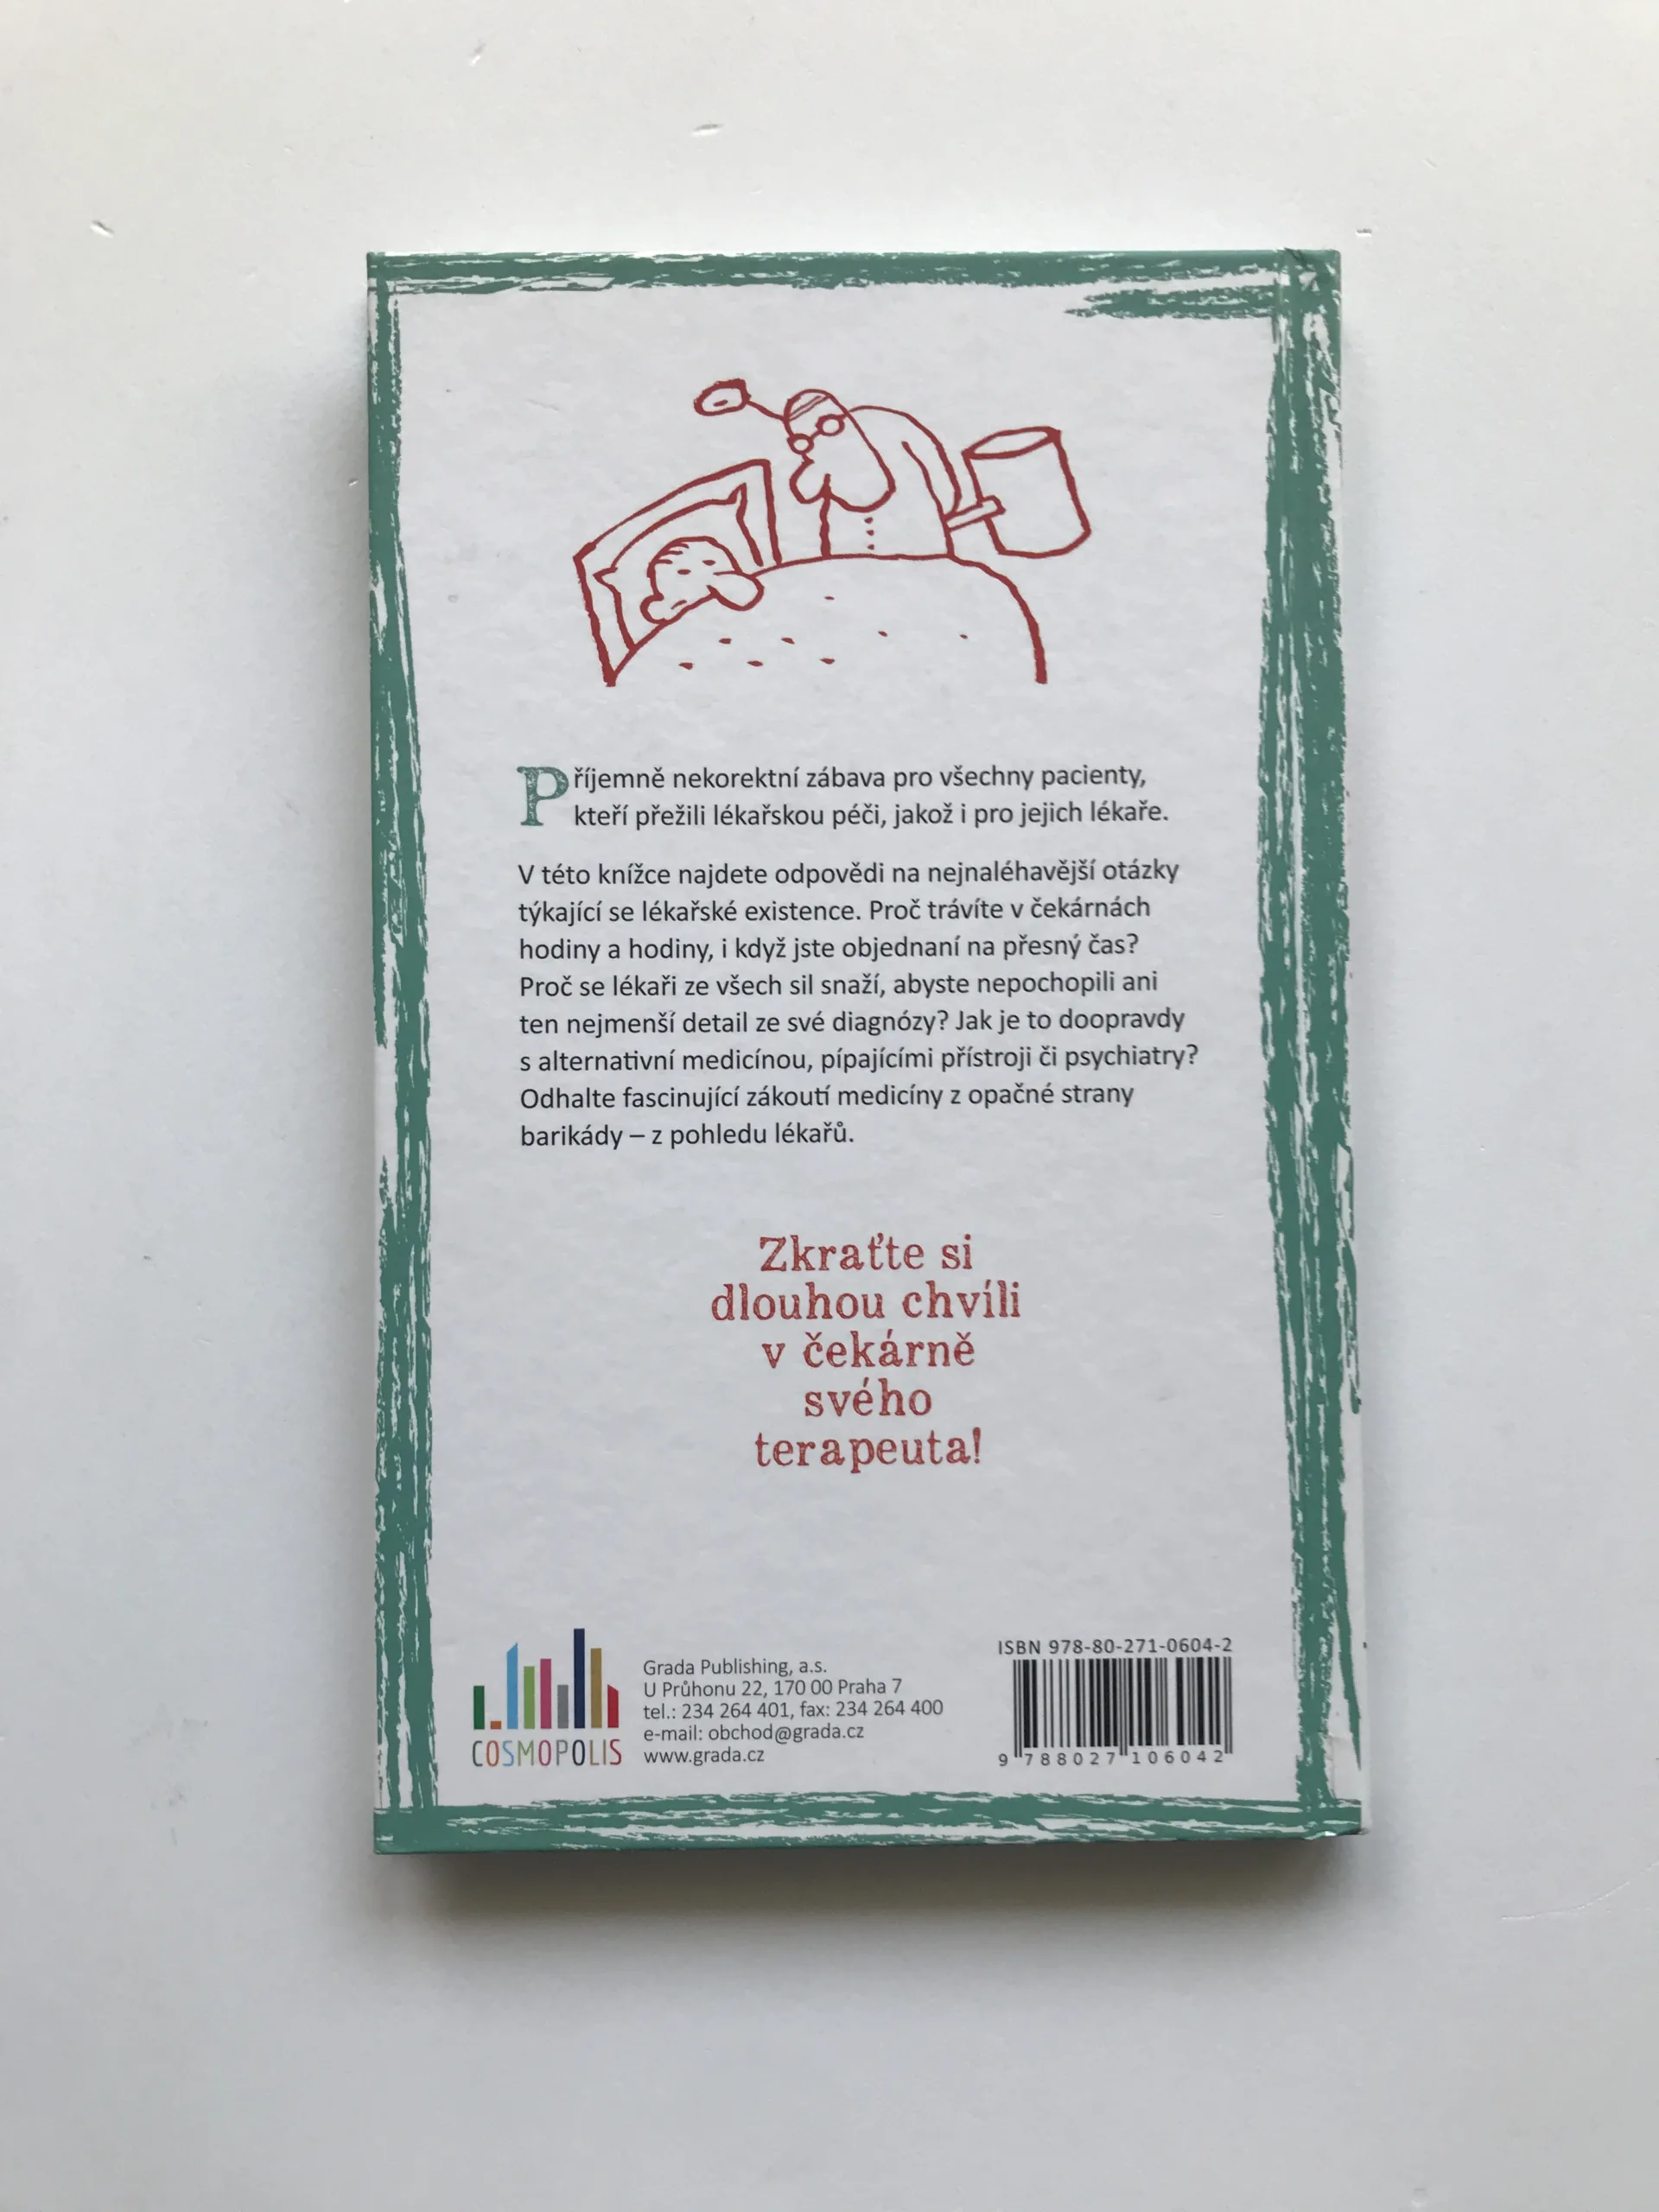 Příjemně nekorektní zábava pro všechny pacienty,
kteří přežili lékařskou péči, jakož i pro jejich lékaře.
V této knížce najdete odpovědi na nejnaléhavější otázky
týkající se lékařské existence. Proč trávíte v čekárnách
hodiny a hodiny, i když jste objednaní na přesný čas?
Proč se lékaři ze všech sil snaží, abyste nepochopili ani
ten nejmenší detail ze své diagnózy? Jak je to doopravdy
s alternativní medicínou, pípajícími přístroji či psychiatry?
Odhalte fascinující zákoutí medicíny z opačné strany
barikády – z pohledu lékařů.
Zkraťte si
dlouhou chvíli
v čekárně
svého
terapeuta!
COSMOPOLIS
Grada Publishing, a.s.
U Průhonu 22, 170 00 Praha 7
tel.: 234 264 401, fax: 234 264 400
e-mail: obchod@grada.cz
www.grada.cz
ISBN 978-80-271-0604-2
9 788027 106042